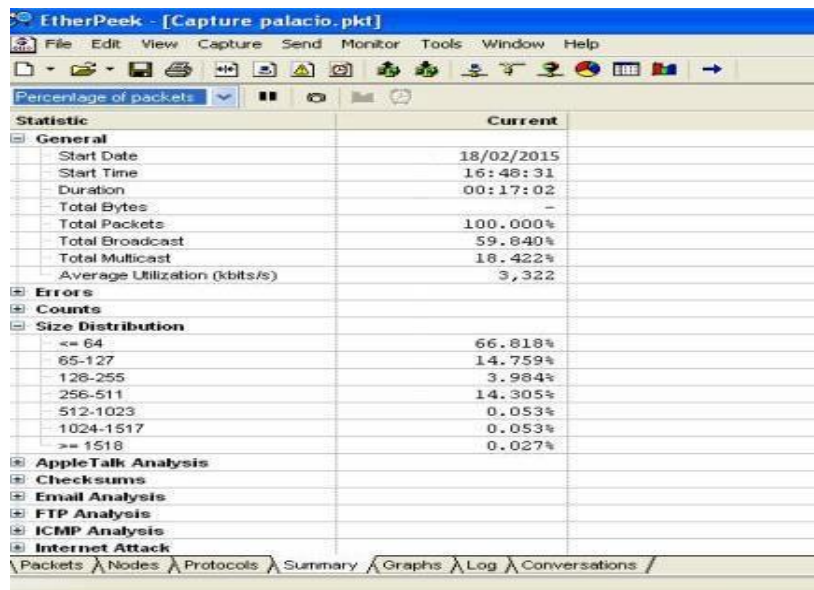 EtherPeek - [Capture palacio.pkt]
File Edit View Capture Send Monitor Tools Window Help
Percentage of packets
Statistic Current
General
Start Date 18/02/2015
Start Time 16:48:31
Duration 00:17:02
Total Bytes -
Total Packets 100.000%
Total Broadcast 59.840%
Total Multicast 18.422%
Average Utilization (kbits/s) 3,322
Errors
Counts
Size Distribution
<= 64 66.818%
65-127 14.759%
128-255 3.984%
256-511 14.305%
512-1023 0.053%
1024-1517 0.053%
>= 1518 0.027%
AppleTalk Analysis
Checksums
Email Analysis
FTP Analysis
ICMP Analysis
Internet Attack
Packets Nodes Protocols Summary Graphs Log Conversations